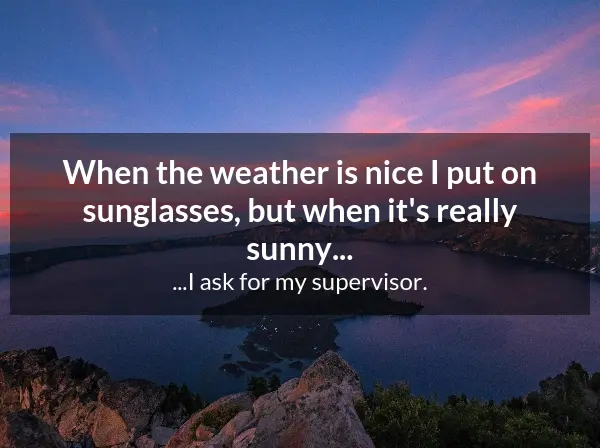 When the weather is nice I put on
sunglasses, but when it's really
sunny...
...I ask for my supervisor.